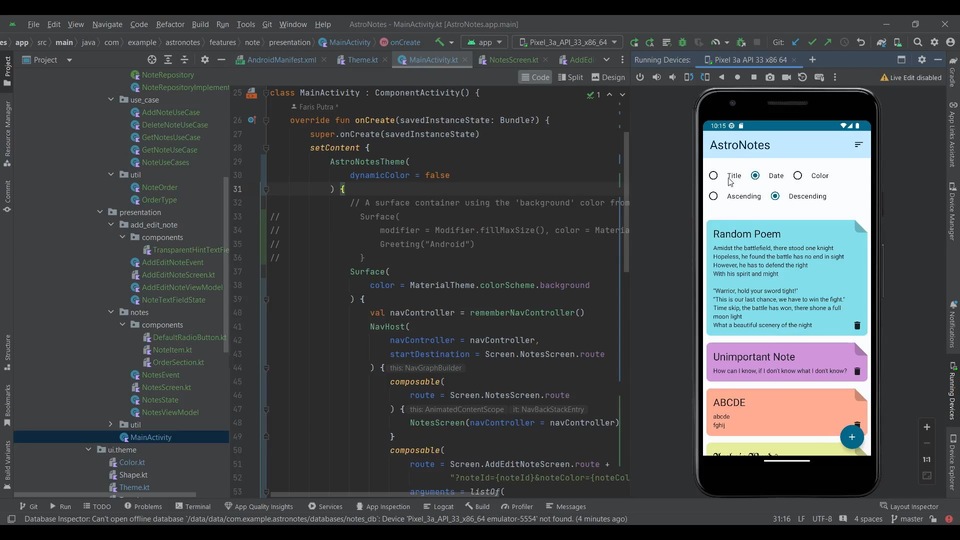 File Edit View Navigate Code Refactor Build Run Tools Git Window Help AstroNotes - MainActivity.kt [AstroNotes.app.main]
es app src main java com example astronotes features note presentation MainActivity onCreate app Pixel_3a_API_33_x86_64 Git:
Project
AndroidManifest.xml Theme.kt MainActivity.kt NotesScreen.kt AddEdi
Running Devices: Pixel 3a API 33 x86_64
Code Split Design
Live Edit disabled
NoteRepository
NoteRepositoryImplemen
use_case
AddNoteUseCase
DeleteNoteUseCase
GetNotesUseCase
GetNoteUseCase
NoteUseCases
util
NoteOrder
OrderType
presentation
add_edit_note
components
TransparentHintTextFie
AddEditNoteEvent
AddEditNoteScreen.kt
AddEditNoteViewModel
NoteTextFieldState
notes
components
DefaultRadioButton.kt
NoteItem.kt
OrderSection.kt
NotesEvent
NotesScreen.kt
NotesState
NotesViewModel
util
MainActivity
ui.theme
Color.kt
Shape.kt
Theme.kt
25 class MainActivity : ComponentActivity() {
Faris Putra *
26 override fun onCreate(savedInstanceState: Bundle?) {
27 super.onCreate(savedInstanceState)
28 setContent {
29 AstroNotesTheme(
30 dynamicColor = false
31 ) {
32 // A surface container using the 'background' color from
33 // Surface(
34 // modifier = Modifier.fillMaxSize(), color = Materia
35 // Greeting("Android")
36 // }
37 Surface(
38 color = MaterialTheme.colorScheme.background
39 ) {
40 val navController = rememberNavController()
41 NavHost(
42 navController = navController,
43 startDestination = Screen.NotesScreen.route
44 ) { this: NavGraphBuilder
45 composable(
46 route = Screen.NotesScreen.route
47 ) { this: AnimatedContentScope it: NavBackStackEntry
48 NotesScreen(navController = navController)
49 }
50 composable(
51 route = Screen.AddEditNoteScreen.route +
52 "?noteId={noteId}&noteColor={noteCol
53 arguments = listOf(
1
10:15
AstroNotes
Title Date Color
Ascending Descending
Random Poem
Amidst the battlefield, there stood one knight
Hopeless, he found the battle has no end in sight
However, he has to defend the right
With his spirit and might
"Warrior, hold your sword tight!"
"This is our last chance, we have to win the fight."
Time skip, the battle has won, there shone a full
moon light
What a beautiful scenery of the night
Unimportant Note
How can I know, if I don't know what I don't know?
ABCDE
abcde
fghij
+
1:1
Project
Resource Manager
Commit
Structure
Bookmarks
Build Variants
Gradle
App Links Assistant
Device Manager
Notifications
Running Devices
Device Explorer
Git Run TODO Problems Terminal App Quality Insights Services App Inspection Logcat Build Profiler Messages Layout Inspector
Database Inspector: Can't open offline database '/data/data/com.example.astronotes/databases/notes_db': Device 'Pixel_3a_API_33_x86_64 emulator-5554' not found. (4 minutes ago) 31:16 LF UTF-8 4 spaces master